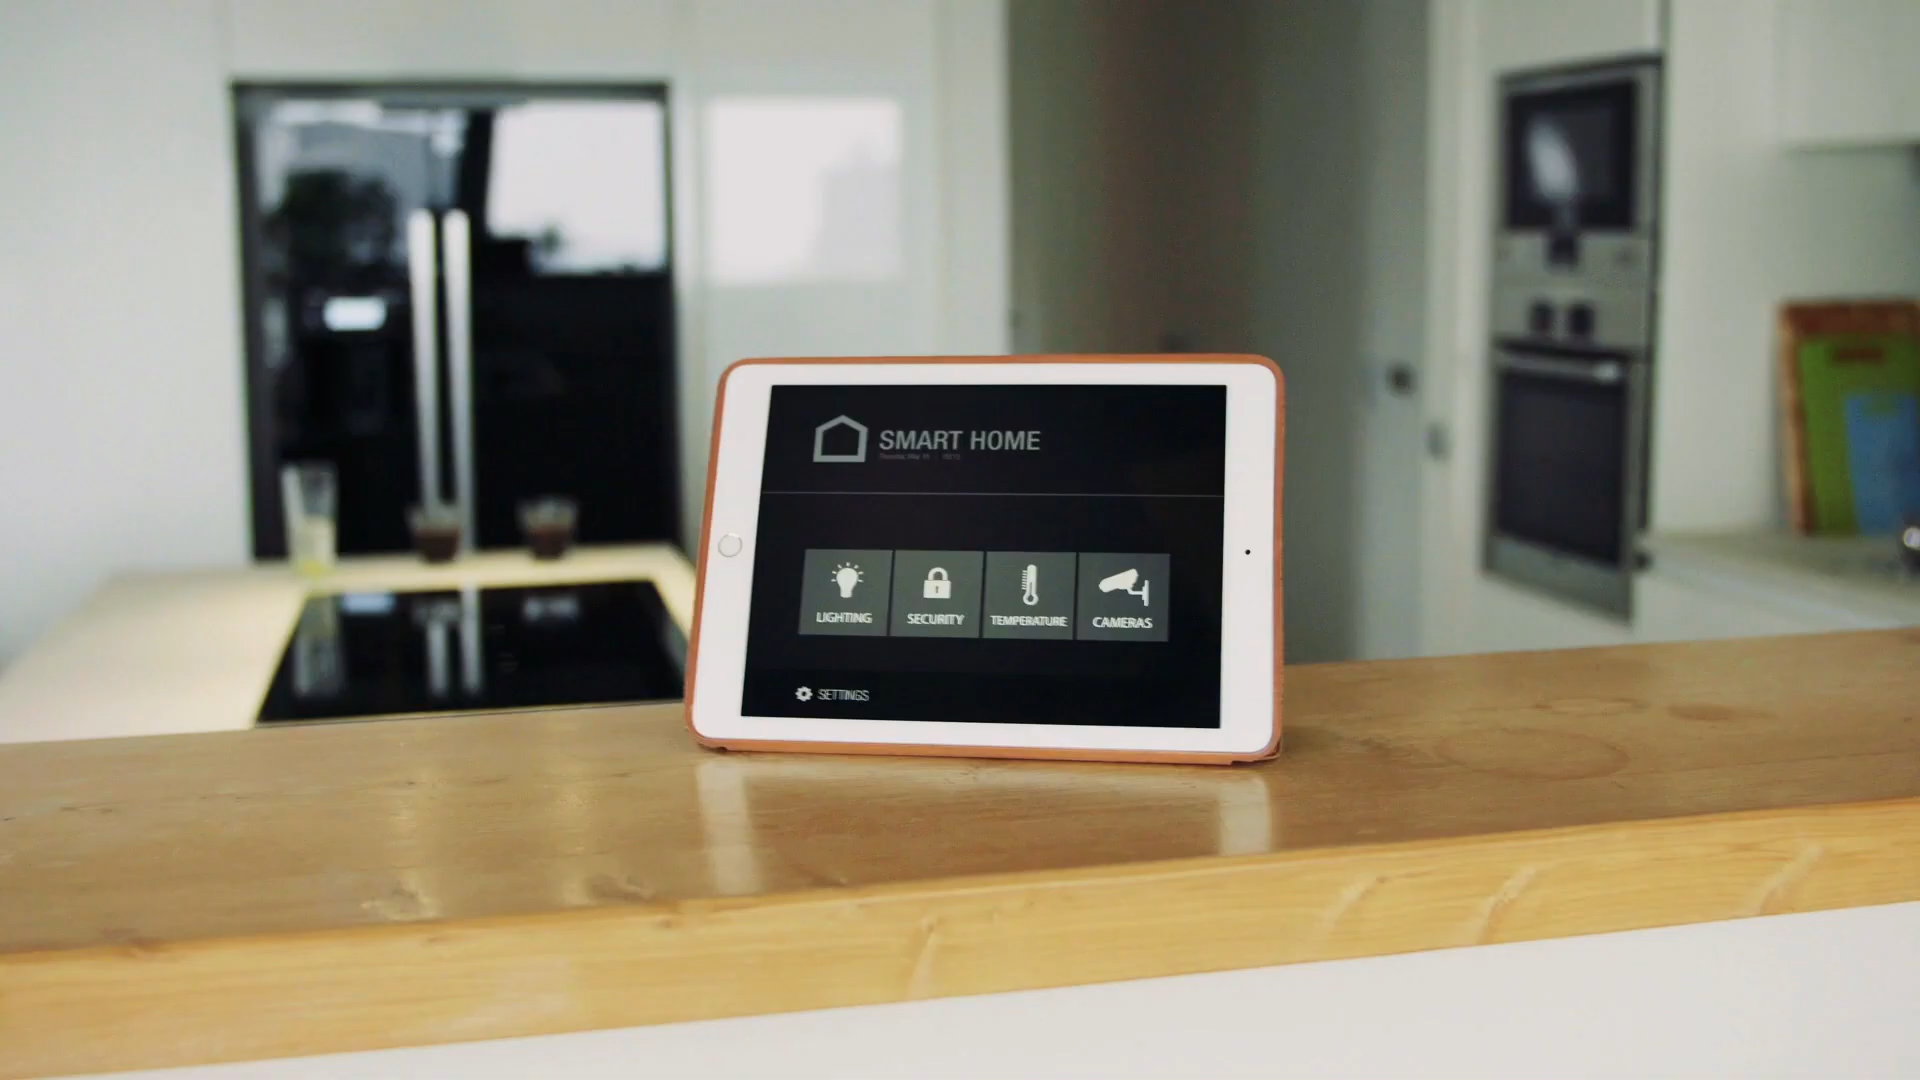 SMART HOME
LIGHTING
SECURITY
TEMPERATURE
CAMERAS
SETTINGS